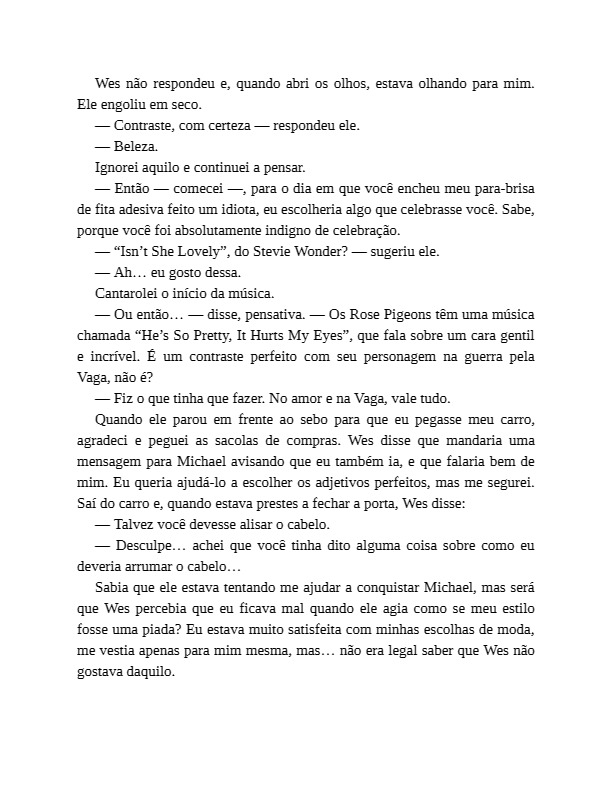 Wes não respondeu e, quando abri os olhos, estava olhando para mim.
Ele engoliu em seco.
— Contraste, com certeza — respondeu ele.
— Beleza.
Ignorei aquilo e continuei a pensar.
— Então — comecei —, para o dia em que você encheu meu para-brisa
de fita adesiva feito um idiota, eu escolheria algo que celebrasse você. Sabe,
porque você foi absolutamente indigno de celebração.
— “Isn’t She Lovely”, do Stevie Wonder? — sugeriu ele.
— Ah… eu gosto dessa.
Cantarolei o início da música.
— Ou então… — disse, pensativa. — Os Rose Pigeons têm uma música
chamada “He’s So Pretty, It Hurts My Eyes”, que fala sobre um cara gentil
e incrível. É um contraste perfeito com seu personagem na guerra pela
Vaga, não é?
— Fiz o que tinha que fazer. No amor e na Vaga, vale tudo.
Quando ele parou em frente ao sebo para que eu pegasse meu carro,
agradeci e peguei as sacolas de compras. Wes disse que mandaria uma
mensagem para Michael avisando que eu também ia, e que falaria bem de
mim. Eu queria ajudá-lo a escolher os adjetivos perfeitos, mas me segurei.
Saí do carro e, quando estava prestes a fechar a porta, Wes disse:
— Talvez você devesse alisar o cabelo.
— Desculpe… achei que você tinha dito alguma coisa sobre como eu
deveria arrumar o cabelo…
Sabia que ele estava tentando me ajudar a conquistar Michael, mas será
que Wes percebia que eu ficava mal quando ele agia como se meu estilo
fosse uma piada? Eu estava muito satisfeita com minhas escolhas de moda,
me vestia apenas para mim mesma, mas… não era legal saber que Wes não
gostava daquilo.